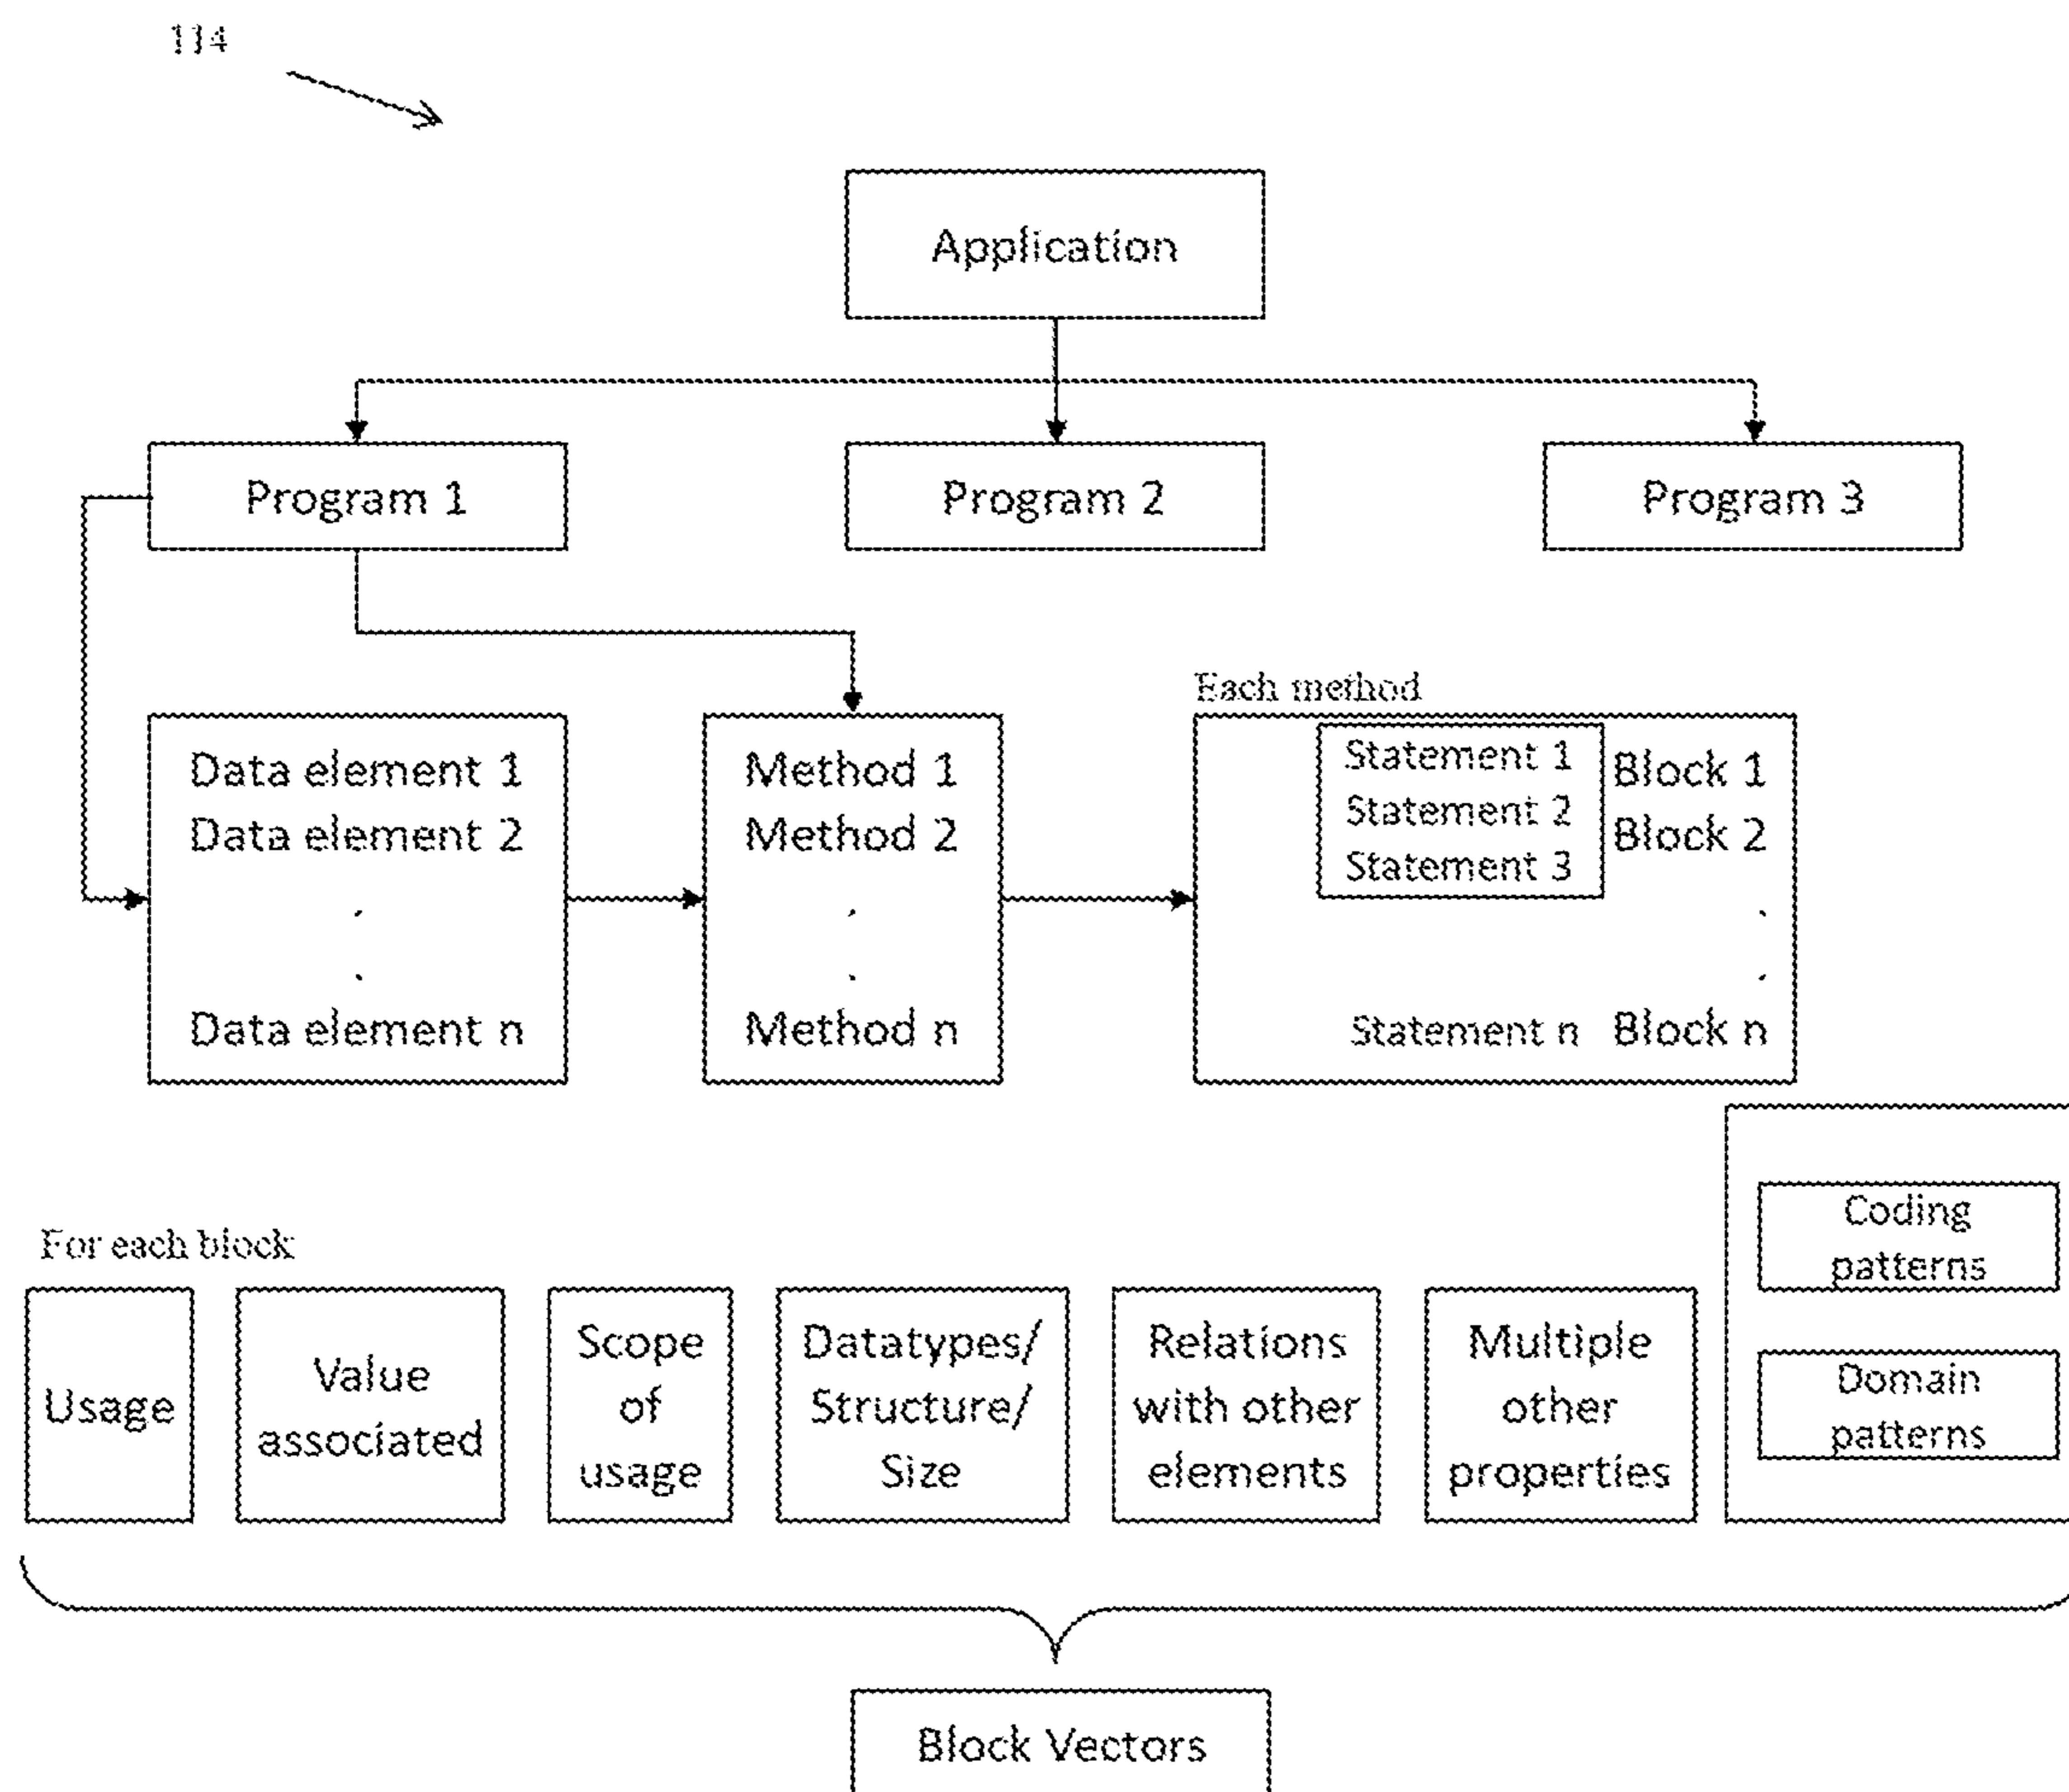 114
Application
Program 1
Program 2
Program 3
Data element 1
Data element 2
.
.
Data element n
Method 1
Method 2
.
.
Method n
Each method
Statement 1
Statement 2
Statement 3
Statement n
Block 1
Block 2
.
.
Block n
For each block
Usage
Value
associated
Scope
of
usage
Datatypes/
Structure/
Size
Relations
with other
elements
Multiple
other
properties
Coding
patterns
Domain
patterns
Block Vectors